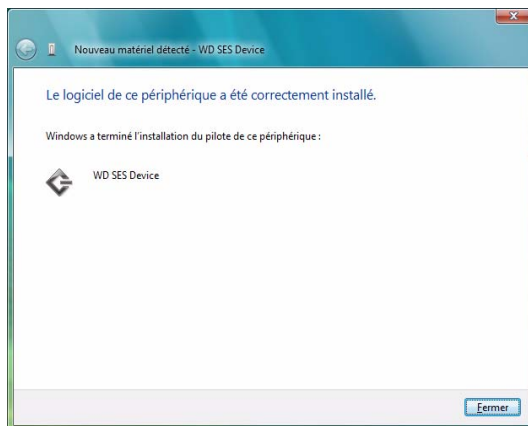 Nouveau matériel détecté - WD SES Device
Le logiciel de ce périphérique a été correctement installé.
Windows a terminé l'installation du pilote de ce périphérique :
WD SES Device
Fermer